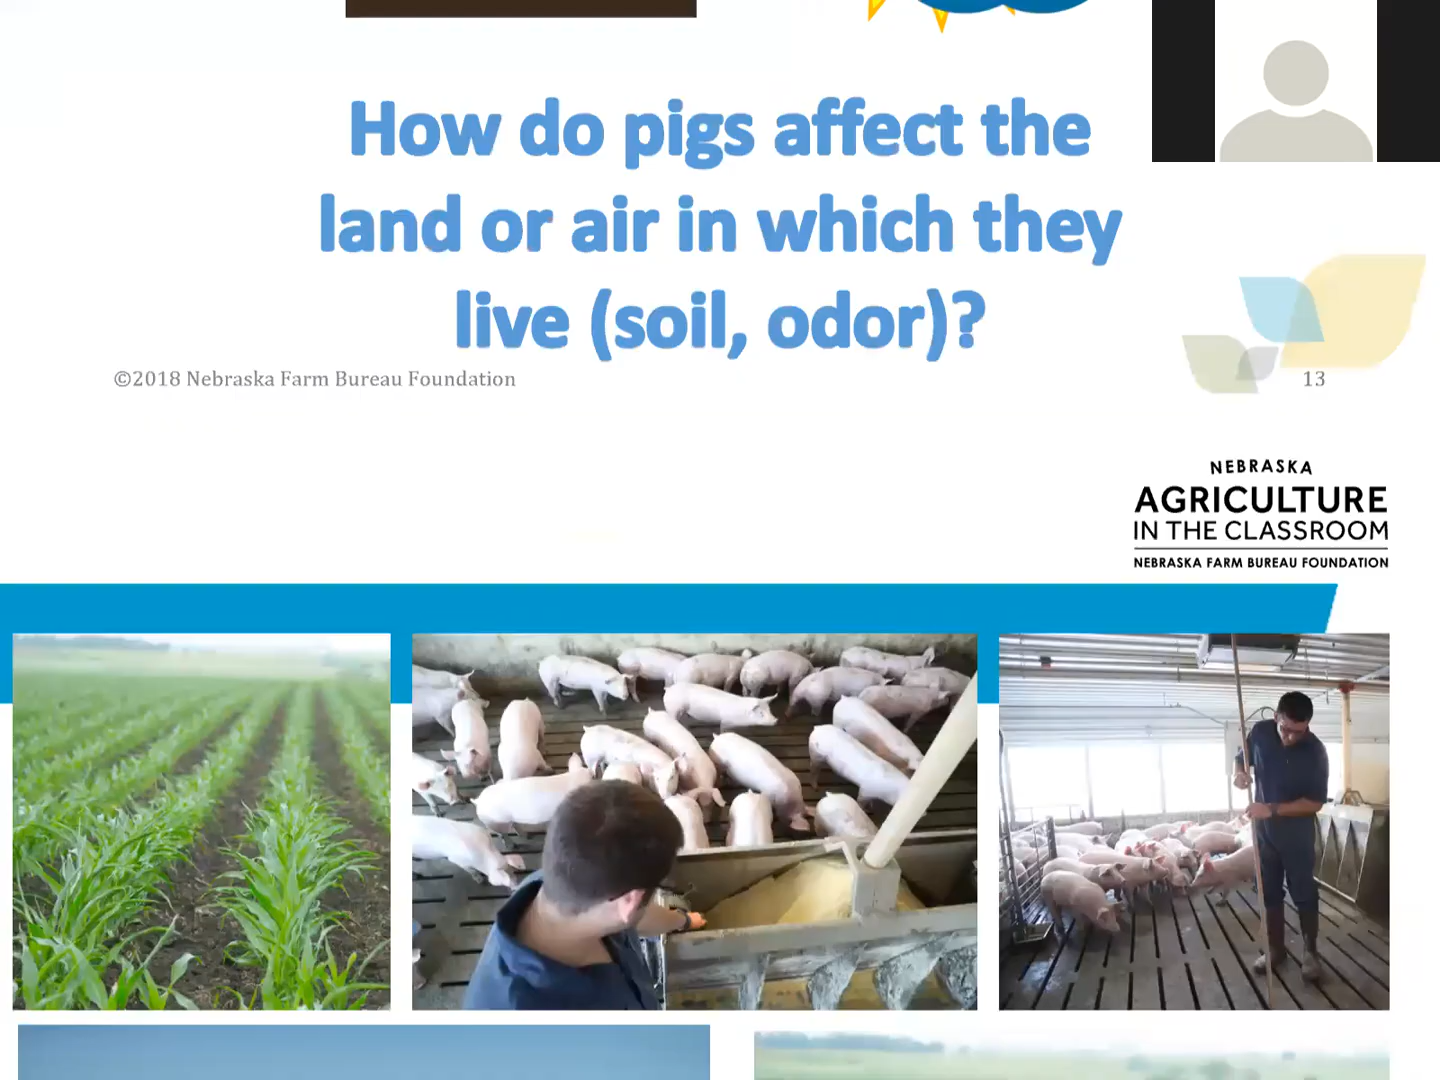 How do pigs affect the
land or air in which they
live (soil, odor)?
©2018 Nebraska Farm Bureau Foundation
13
NEBRASKA
AGRICULTURE
IN THE CLASSROOM
NEBRASKA FARM BUREAU FOUNDATION